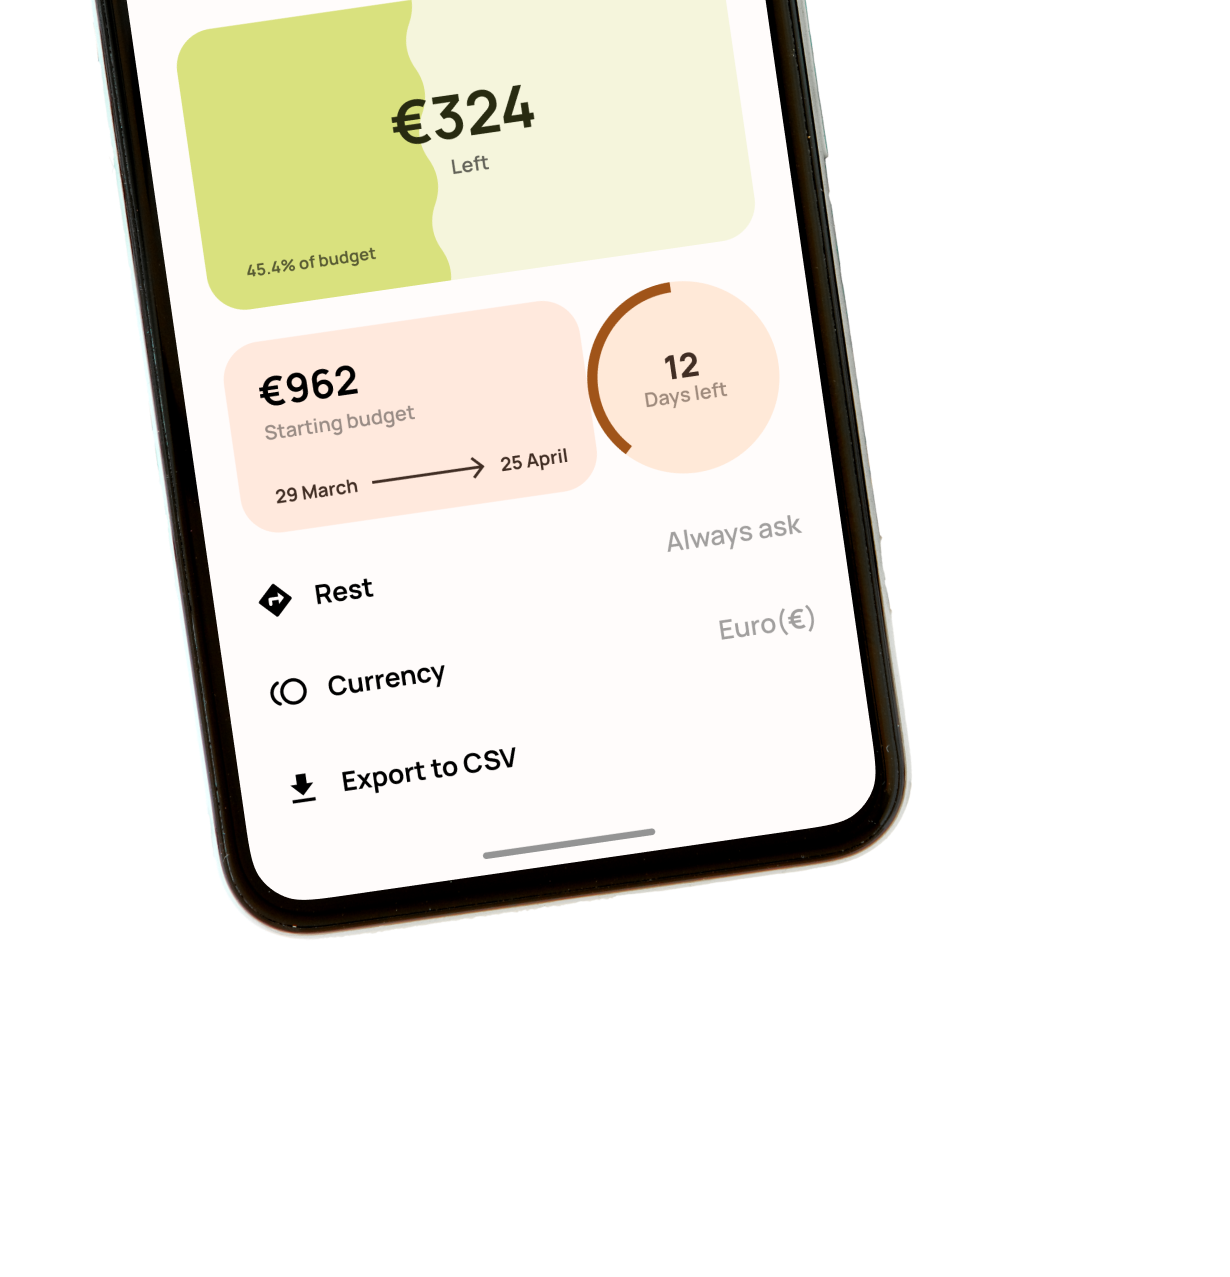 €324
Left
45.4% of budget
€962
Starting budget
29 March
25 April
12
Days left
Rest
Always ask
Currency
Euro(€)
Export to CSV